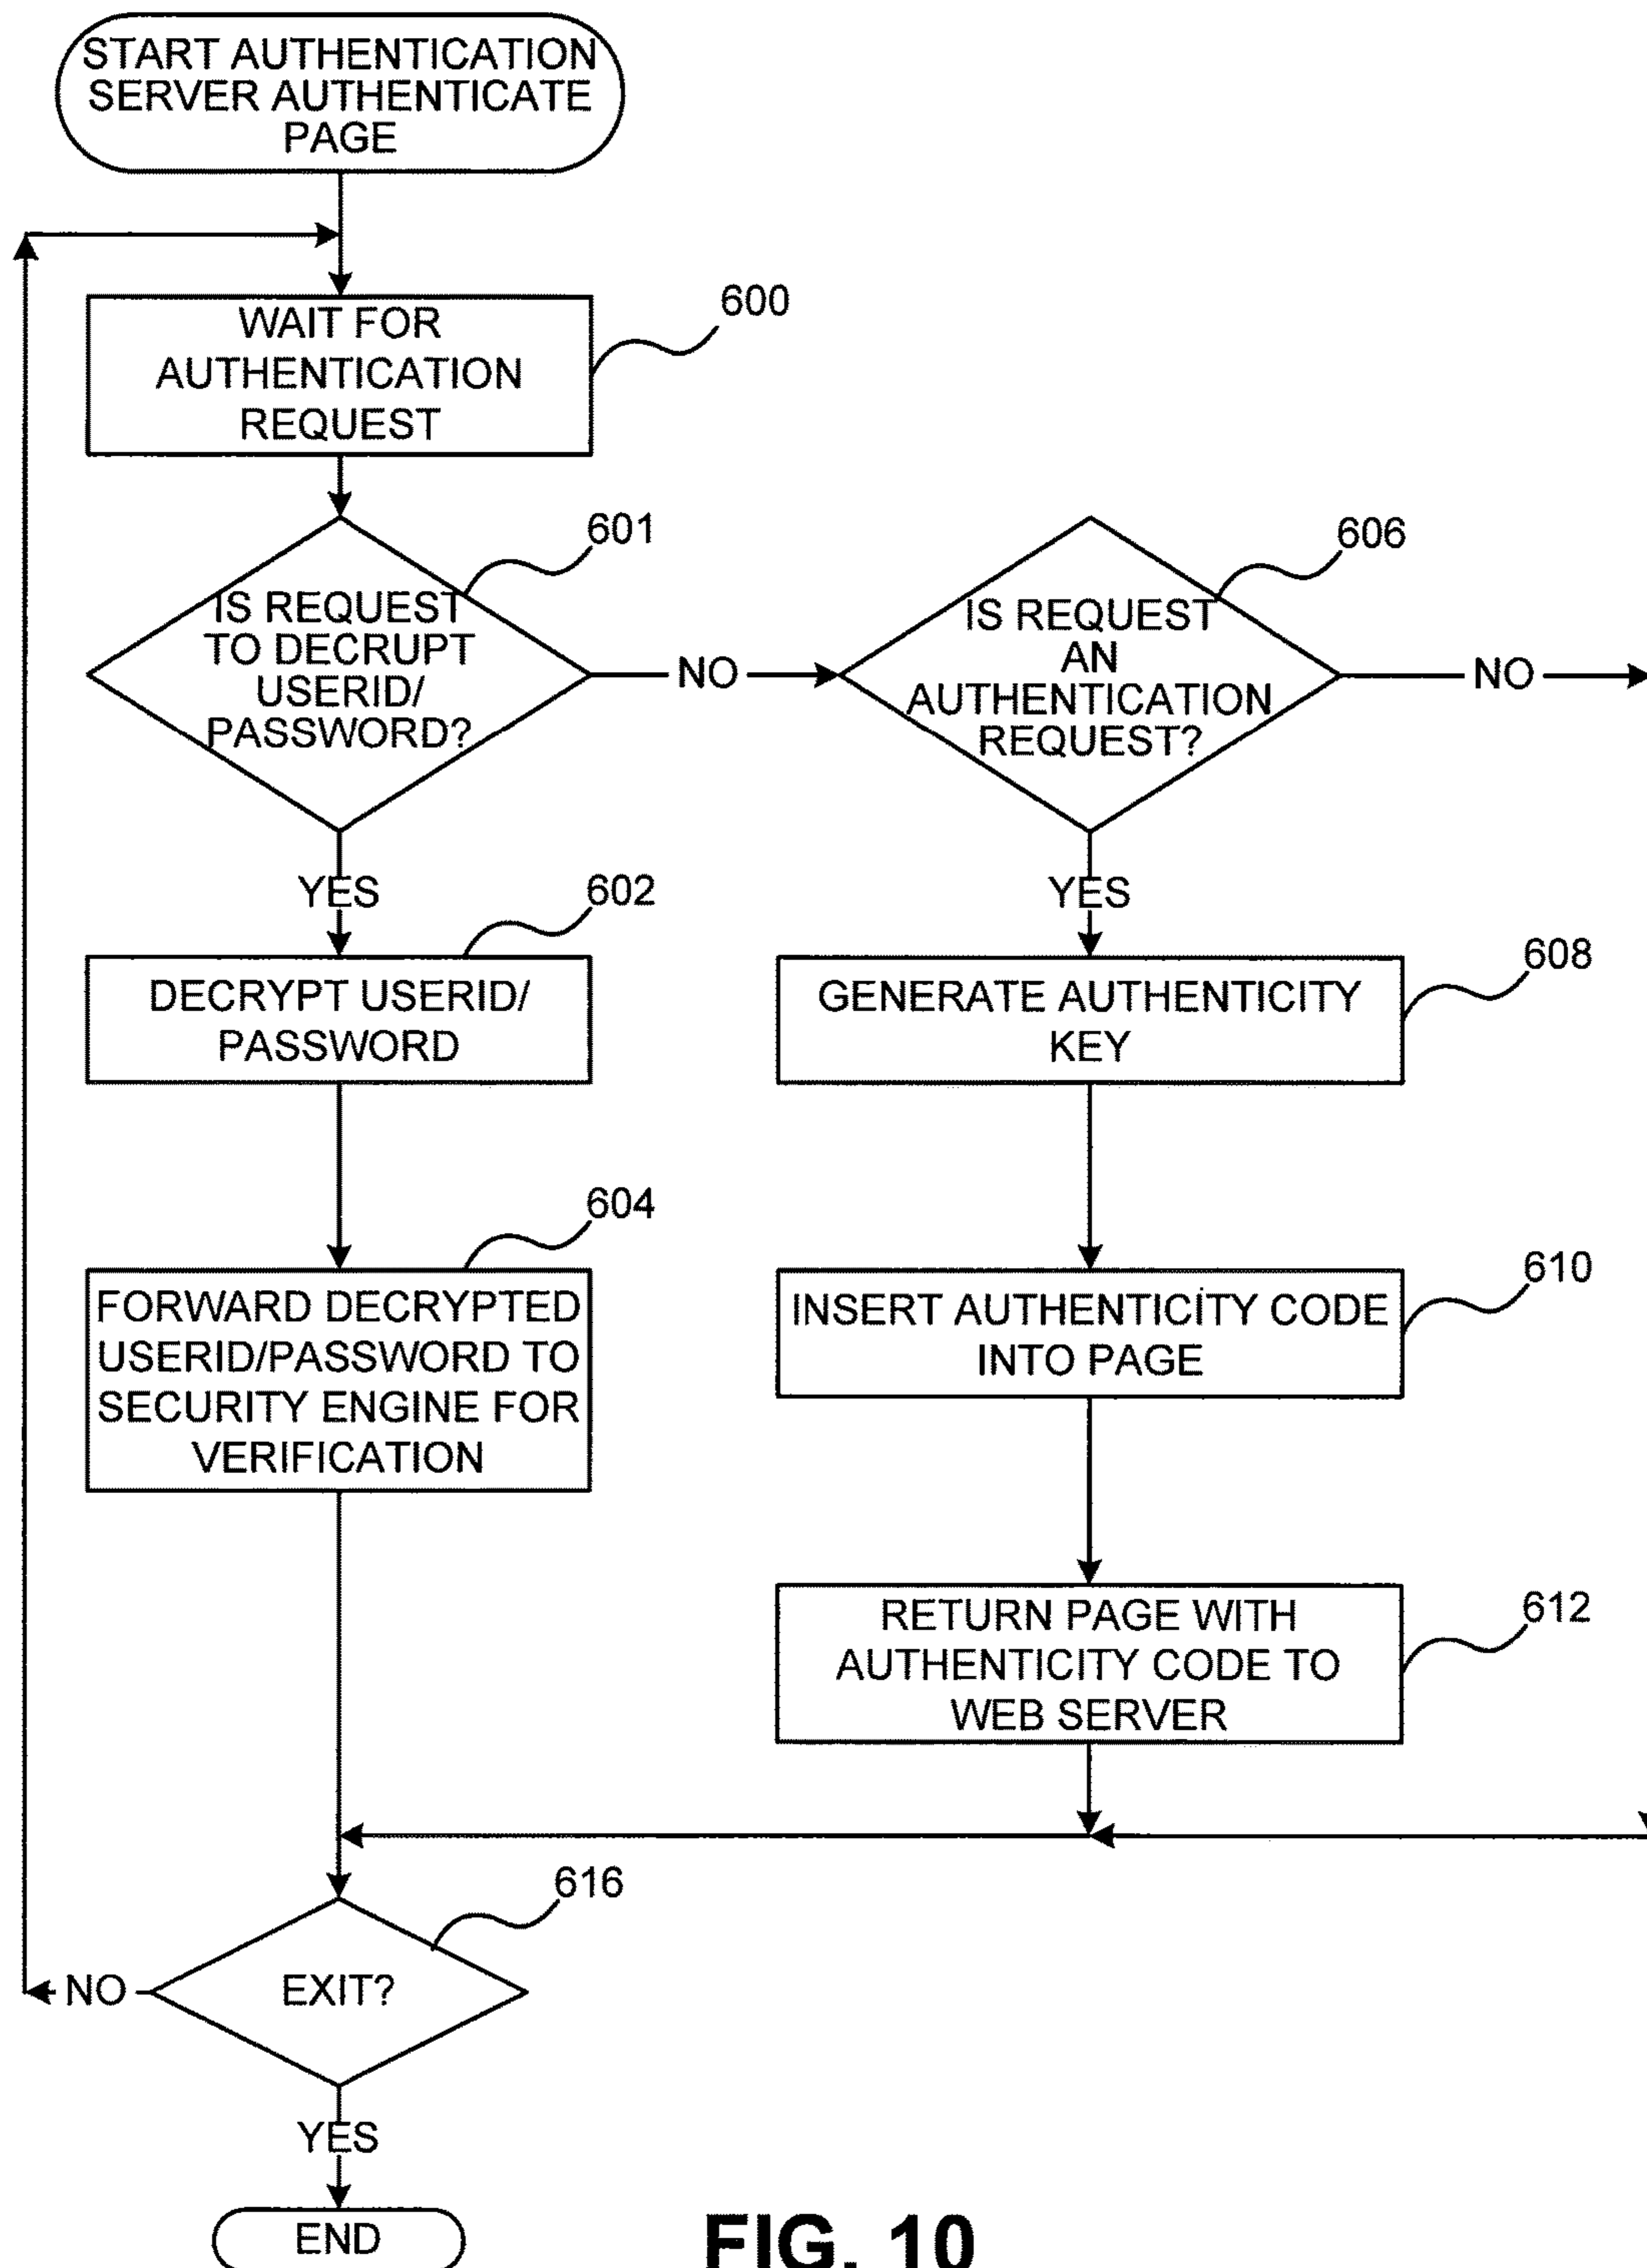 START AUTHENTICATION
SERVER AUTHENTICATE
PAGE
WAIT FOR
AUTHENTICATION
REQUEST
600
IS REQUEST
TO DECRUPT
USERID/
PASSWORD?
601
NO
IS REQUEST
AN
AUTHENTICATION
REQUEST?
606
NO
YES
YES
DECRYPT USERID/
PASSWORD
602
GENERATE AUTHENTICITY
KEY
608
FORWARD DECRYPTED
USERID/PASSWORD TO
SECURITY ENGINE FOR
VERIFICATION
604
INSERT AUTHENTICITY CODE
INTO PAGE
610
RETURN PAGE WITH
AUTHENTICITY CODE TO
WEB SERVER
612
EXIT?
616
NO
YES
END
FIG. 10